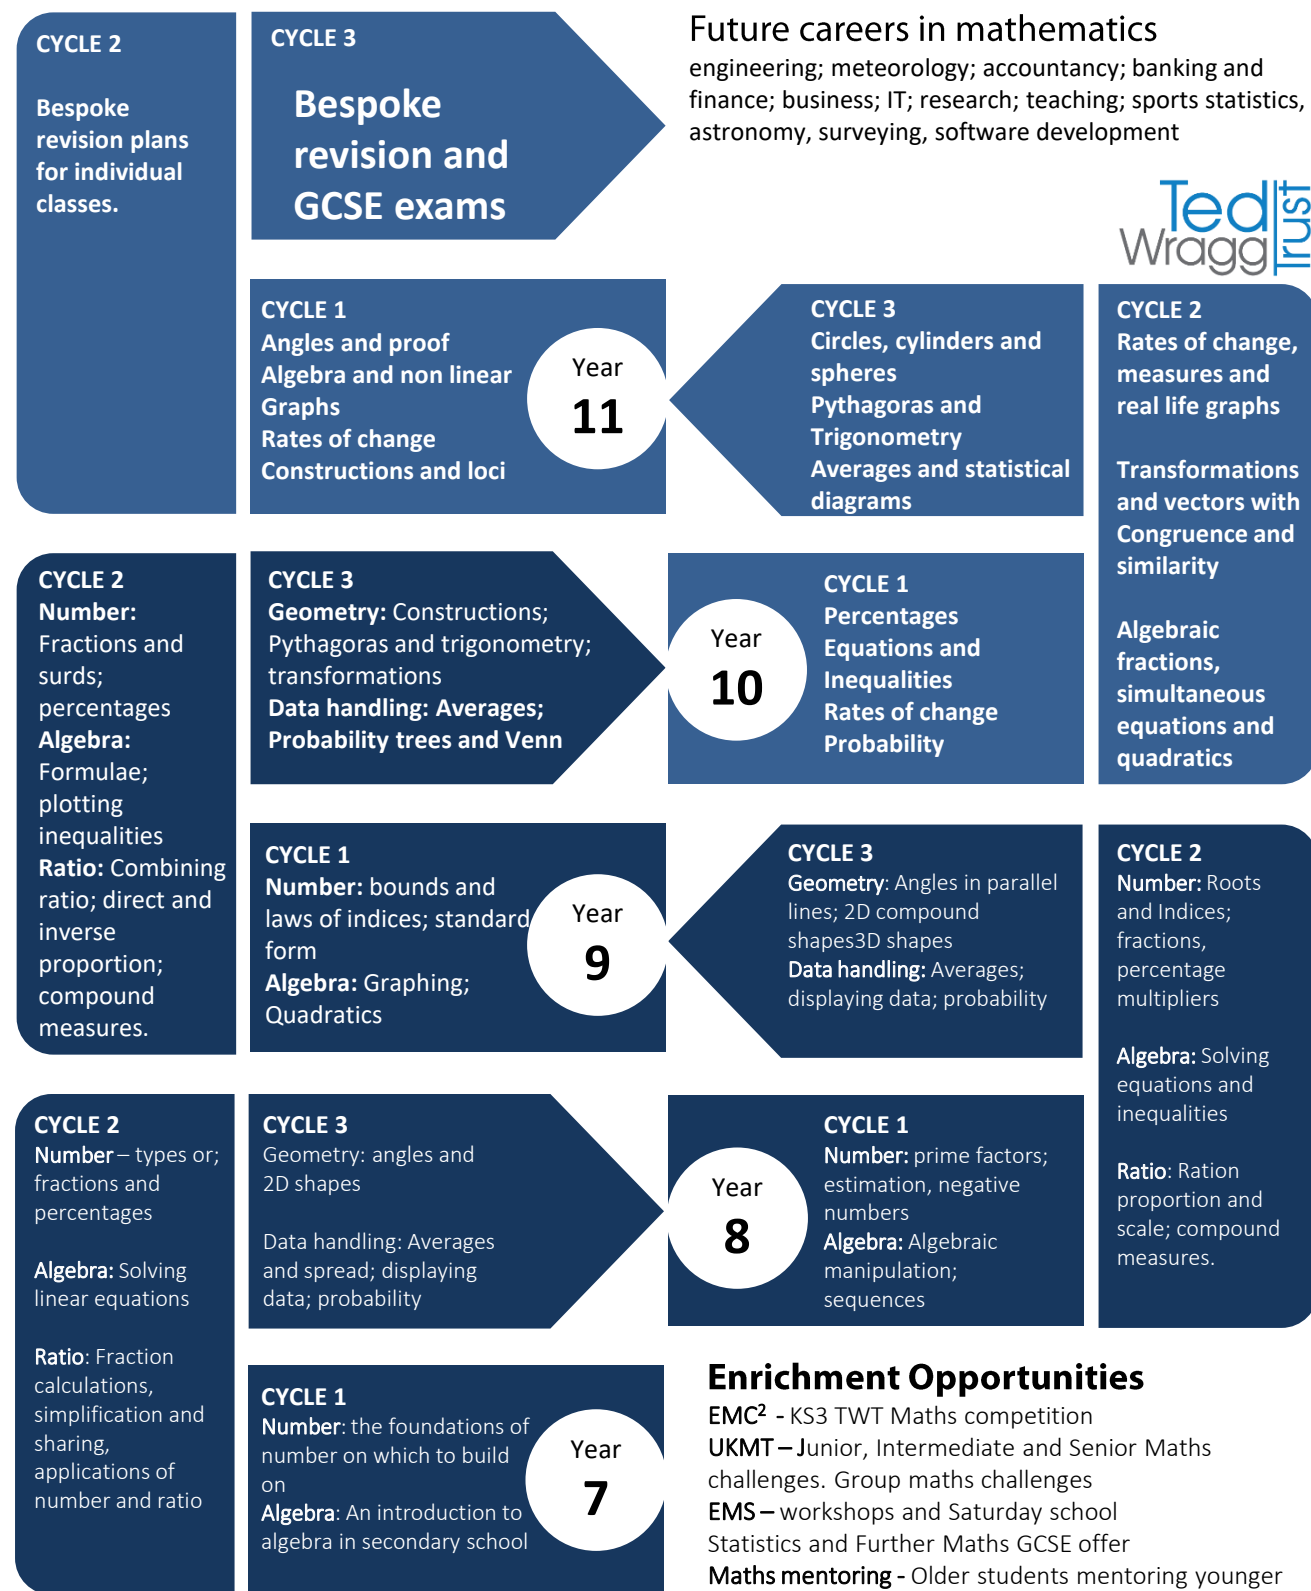 CYCLE 2
Bespoke
revision plans
for individual
classes.
CYCLE 3
Bespoke
revision and
GCSE exams
Future careers in mathematics
engineering; meteorology; accountancy; banking and
finance; business; IT; research; teaching; sports statistics,
astronomy, surveying, software development
Ted
Wragg
Trust
CYCLE 1
Angles and proof
Algebra and non linear
Graphs
Rates of change
Constructions and loci
Year
11
CYCLE 3
Circles, cylinders and
spheres
Pythagoras and
Trigonometry
Averages and statistical
diagrams
CYCLE 2
Rates of change,
measures and
real life graphs
Transformations
and vectors with
Congruence and
similarity
Algebraic
fractions,
simultaneous
equations and
quadratics
CYCLE 2
Number:
Fractions and
surds;
percentages
Algebra:
Formulae;
plotting
inequalities
Ratio: Combining
ratio; direct and
inverse
proportion;
compound
measures.
CYCLE 3
Geometry: Constructions;
Pythagoras and trigonometry;
transformations
Data handling: Averages;
Probability trees and Venn
Year
10
CYCLE 1
Percentages
Equations and
Inequalities
Rates of change
Probability
CYCLE 1
Number: bounds and
laws of indices; standard
form
Algebra: Graphing;
Quadratics
Year
9
CYCLE 3
Geometry: Angles in parallel
lines; 2D compound
shapes3D shapes
Data handling: Averages;
displaying data; probability
CYCLE 2
Number: Roots
and Indices;
fractions,
percentage
multipliers
Algebra: Solving
equations and
inequalities
Ratio: Ration
proportion and
scale; compound
measures.
CYCLE 2
Number – types or;
fractions and
percentages
Algebra: Solving
linear equations
Ratio: Fraction
calculations,
simplification and
sharing,
applications of
number and ratio
CYCLE 3
Geometry: angles and
2D shapes
Data handling: Averages
and spread; displaying
data; probability
Year
8
CYCLE 1
Number: prime factors;
estimation, negative
numbers
Algebra: Algebraic
manipulation;
sequences
CYCLE 1
Number: the foundations of
number on which to build
on
Algebra: An introduction to
algebra in secondary school
Year
7
Enrichment Opportunities
EMC² - KS3 TWT Maths competition
UKMT – Junior, Intermediate and Senior Maths
challenges. Group maths challenges
EMS – workshops and Saturday school
Statistics and Further Maths GCSE offer
Maths mentoring - Older students mentoring younger